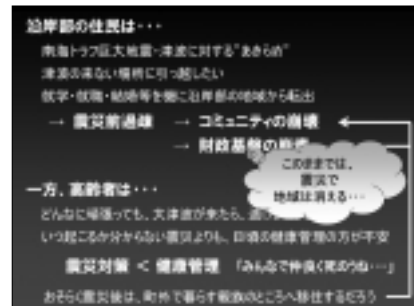 沿岸部の住民は・・・
南海トラフ巨大地震・津波に対する"あきらめ"
津波の来ない場所に引っ越したい
就学・就職・結婚等を機に沿岸部の地域から転出
→ 震災前過疎 → コミュニティの崩壊
→ 財政基盤の
このままでは、
震災で
地域は消える・・・
一方、高齢者は・・・
どんなに頑張っても、大津波が来たら、
いつ起こるか分からない震災よりも、日頃の健康管理の方が不安
震災対策 < 健康管理 「みんなで仲良く死のうね・・・」
おそらく震災後は、町外で暮らす親族のところへ移住するだろう